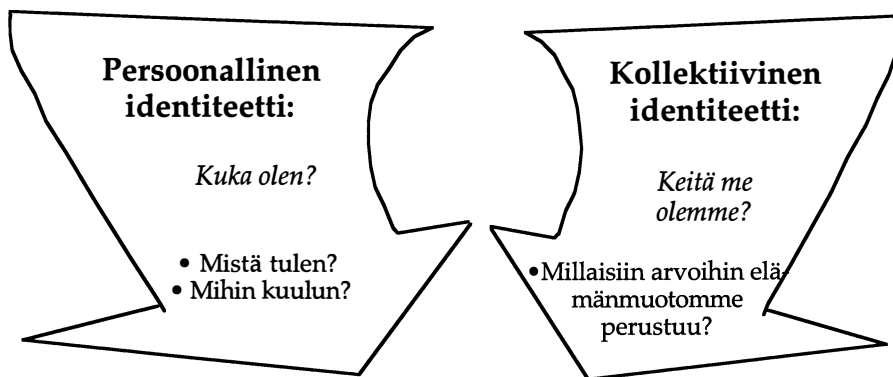 Persoonallinen
identiteetti:
Kuka olen?
• Mistä tulen?
• Mihin kuulun?
Kollektiivinen
identiteetti:
Keitä me
olemme?
•Millaisiin arvoihin elä-
mänmuotomme
perustuu?